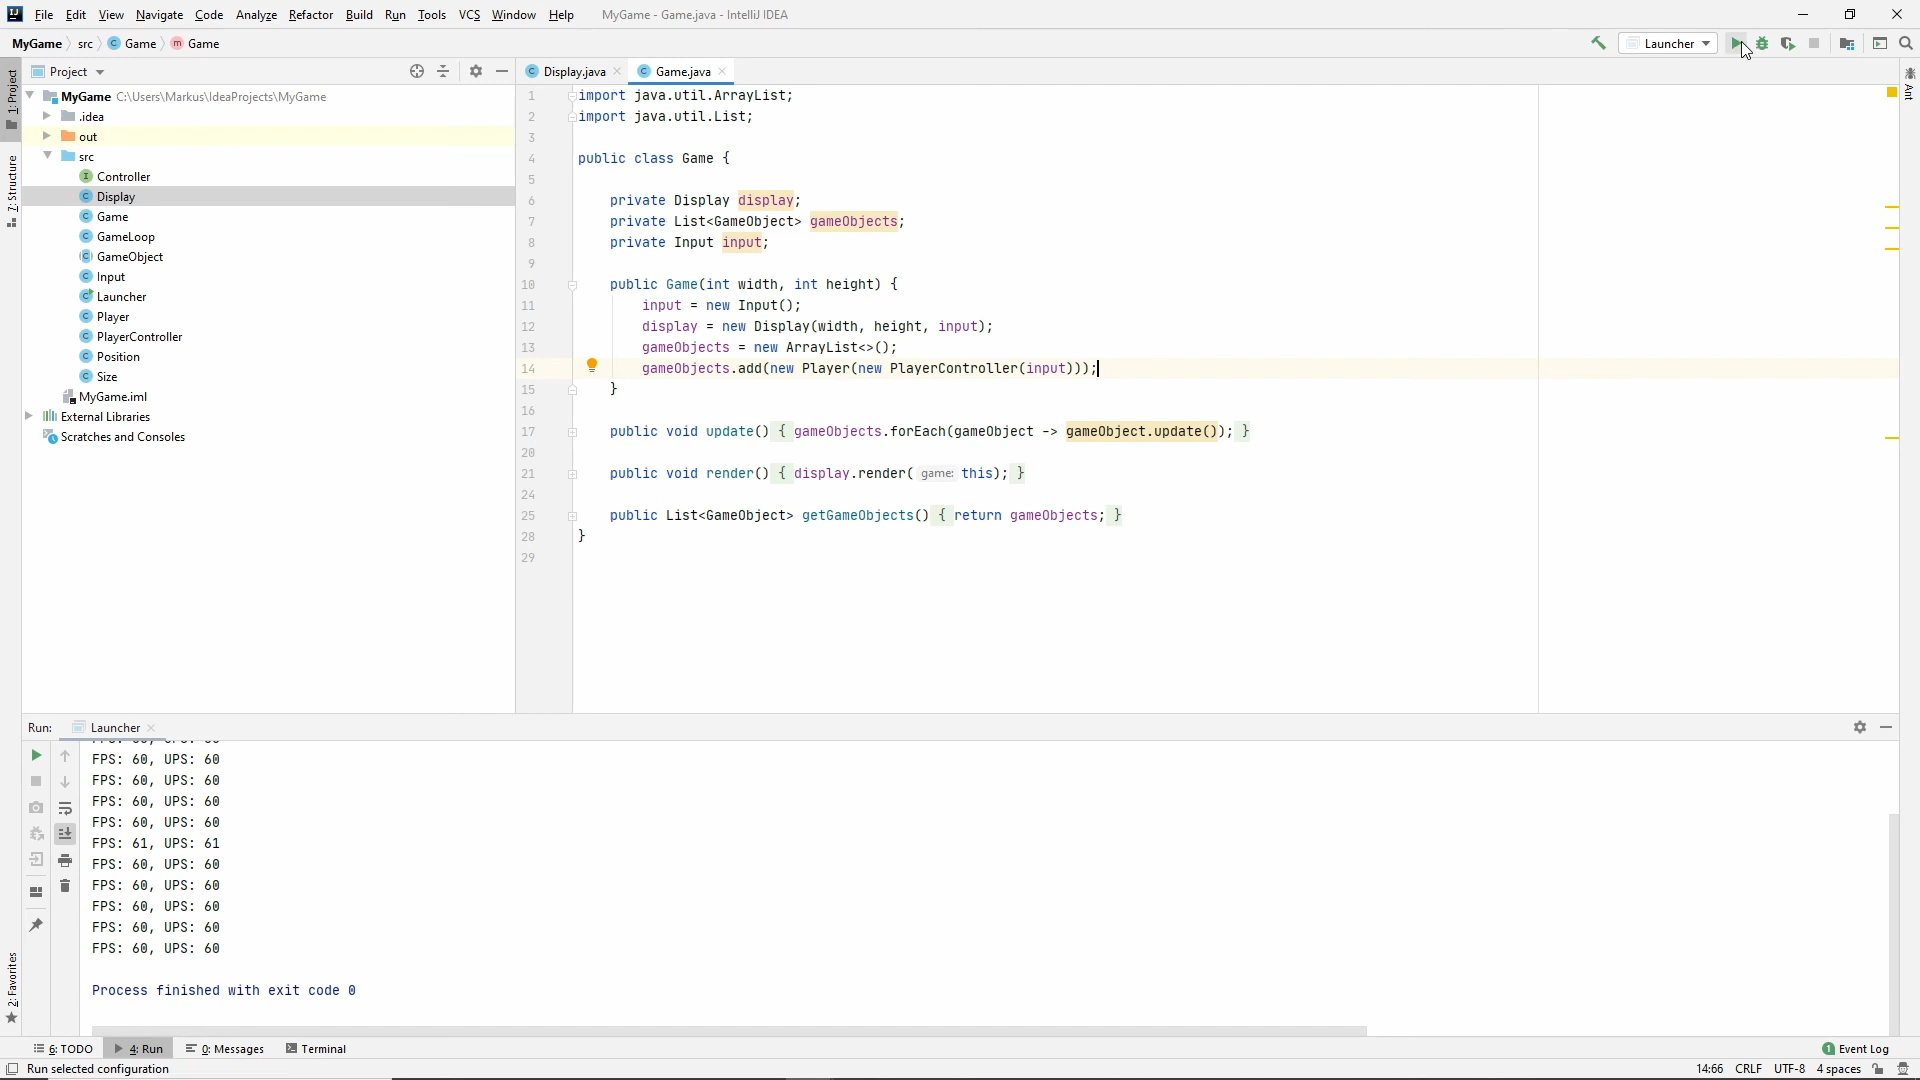 File Edit View Navigate Code Analyze Refactor Build Run Tools VCS Window Help MyGame - Game.java - IntelliJ IDEA
MyGame src Game Game
Launcher
1: Project
7: Structure
2: Favorites
Ant
Project
MyGame C:\Users\Markus\IdeaProjects\MyGame
.idea
out
src
Controller
Display
Game
GameLoop
GameObject
Input
Launcher
Player
PlayerController
Position
Size
MyGame.iml
External Libraries
Scratches and Consoles
Display.java Game.java
1 import java.util.ArrayList;
2 import java.util.List;
3
4 public class Game {
5
6 private Display display;
7 private List<GameObject> gameObjects;
8 private Input input;
9
10 public Game(int width, int height) {
11 input = new Input();
12 display = new Display(width, height, input);
13 gameObjects = new ArrayList<>();
14 gameObjects.add(new Player(new PlayerController(input)));
15 }
16
17 public void update() { gameObjects.forEach(gameObject -> gameObject.update()); }
20
21 public void render() { display.render( game: this); }
24
25 public List<GameObject> getGameObjects() { return gameObjects; }
28 }
29
Run: Launcher
FPS: 60, UPS: 60
FPS: 60, UPS: 60
FPS: 60, UPS: 60
FPS: 60, UPS: 60
FPS: 61, UPS: 61
FPS: 60, UPS: 60
FPS: 60, UPS: 60
FPS: 60, UPS: 60
FPS: 60, UPS: 60
FPS: 60, UPS: 60
Process finished with exit code 0
6: TODO 4: Run 0: Messages Terminal 1 Event Log
Run selected configuration 14:66 CRLF UTF-8 4 spaces